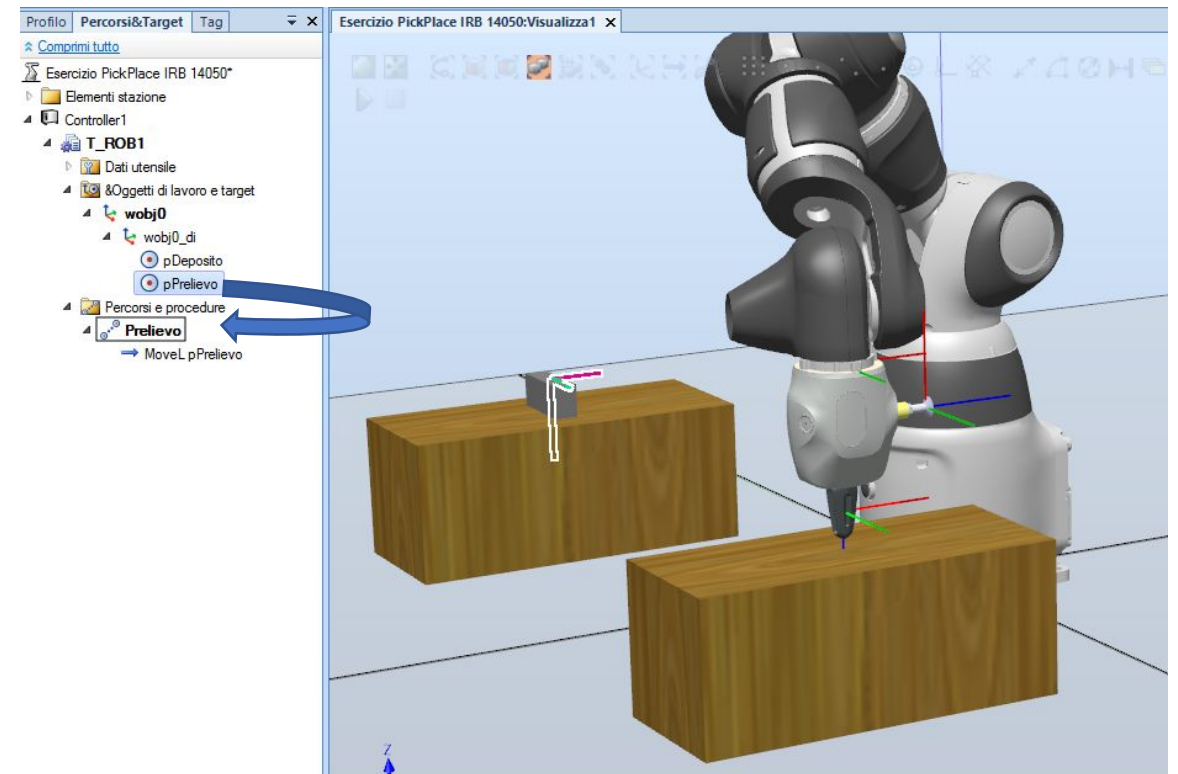 Profilo Percorsi&Target Tag
Esercizio PickPlace IRB 14050:Visualizza1
Comprimi tutto
Esercizio PickPlace IRB 14050*
Elementi stazione
Controller1
T_ROB1
Dati utensile
&Oggetti di lavoro e target
wobj0
wobj0_di
pDeposito
pPrelievo
Percorsi e procedure
Prelievo
MoveL pPrelievo
Z